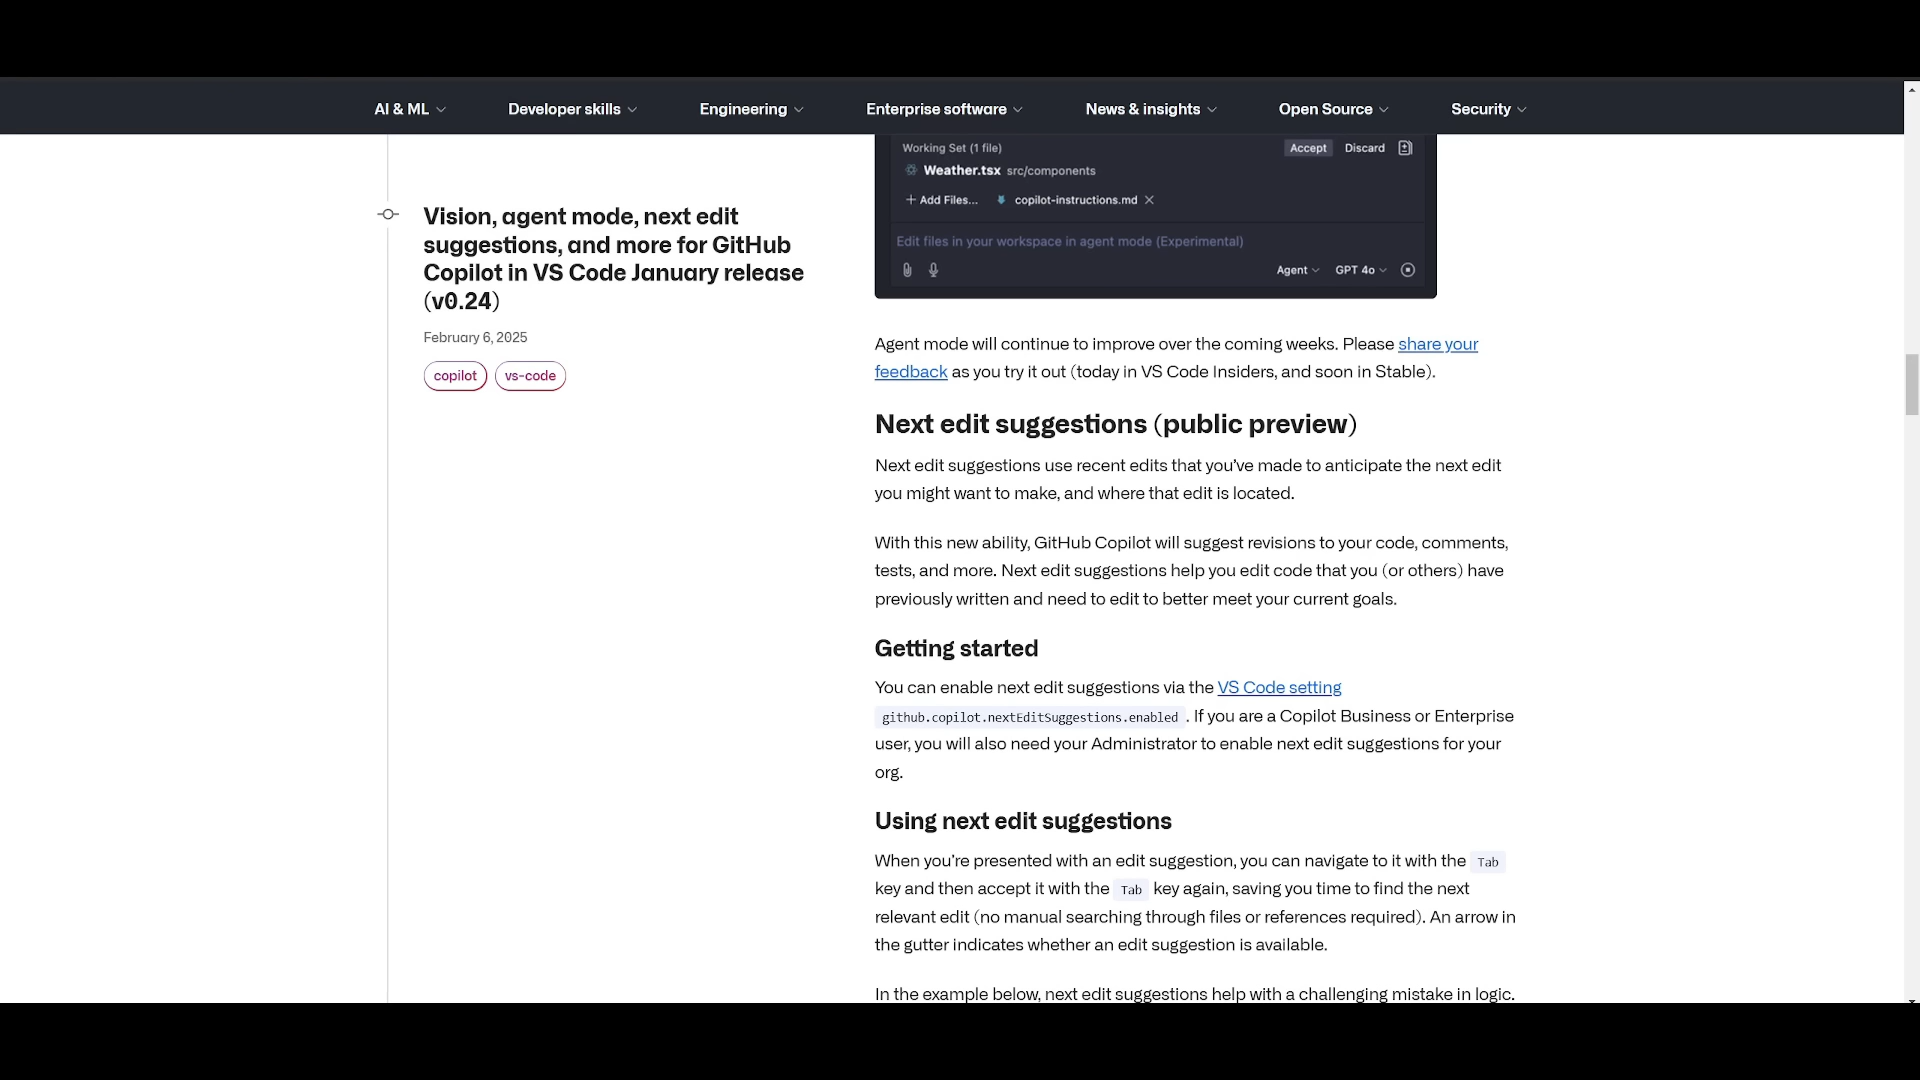 AI & ML
Developer skills
Engineering
Enterprise software
News & insights
Open Source
Security
Vision, agent mode, next edit
suggestions, and more for GitHub
Copilot in VS Code January release
(v0.24)
February 6, 2025
copilot
vs-code
Working Set (1 file)
Accept
Discard
Weather.tsx src/components
+ Add Files...
copilot-instructions.md
Edit files in your workspace in agent mode (Experimental)
Agent
GPT 4o
Agent mode will continue to improve over the coming weeks. Please share your
feedback as you try it out (today in VS Code Insiders, and soon in Stable).
Next edit suggestions (public preview)
Next edit suggestions use recent edits that you’ve made to anticipate the next edit
you might want to make, and where that edit is located.
With this new ability, GitHub Copilot will suggest revisions to your code, comments,
tests, and more. Next edit suggestions help you edit code that you (or others) have
previously written and need to edit to better meet your current goals.
Getting started
You can enable next edit suggestions via the VS Code setting
github.copilot.nextEditSuggestions.enabled . If you are a Copilot Business or Enterprise
user, you will also need your Administrator to enable next edit suggestions for your
org.
Using next edit suggestions
When you’re presented with an edit suggestion, you can navigate to it with the Tab
key and then accept it with the Tab key again, saving you time to find the next
relevant edit (no manual searching through files or references required). An arrow in
the gutter indicates whether an edit suggestion is available.
In the example below, next edit suggestions help with a challenging mistake in logic.